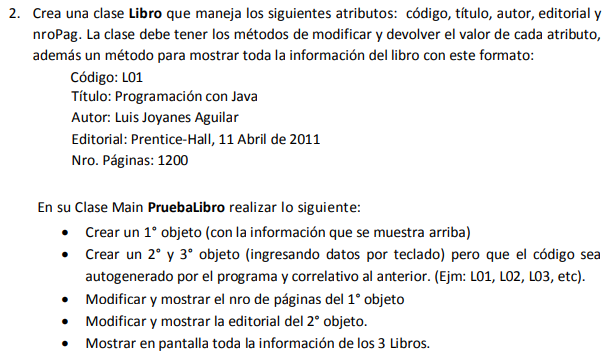 2. Crea una clase Libro que maneja los siguientes atributos: código, título, autor, editorial y
nroPag. La clase debe tener los métodos de modificar y devolver el valor de cada atributo,
además un método para mostrar toda la información del libro con este formato:
Código: L01
Título: Programación con Java
Autor: Luis Joyanes Aguilar
Editorial: Prentice-Hall, 11 Abril de 2011
Nro. Páginas: 1200
En su Clase Main PruebaLibro realizar lo siguiente:
• Crear un 1° objeto (con la información que se muestra arriba)
• Crear un 2° y 3° objeto (ingresando datos por teclado) pero que el código sea
autogenerado por el programa y correlativo al anterior. (Ejm: L01, L02, L03, etc).
• Modificar y mostrar el nro de páginas del 1° objeto
• Modificar y mostrar la editorial del 2° objeto.
• Mostrar en pantalla toda la información de los 3 Libros.